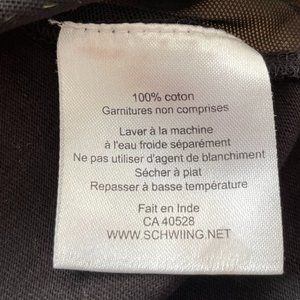 100% coton
Garnitures non comprises
Laver à la machine
à l'eau froide séparément
Ne pas utiliser d'agent de blanchiment
Sécher à plat
Repasser à basse température
Fait en Inde
CA 40528
WWW.SCHWIING.NET